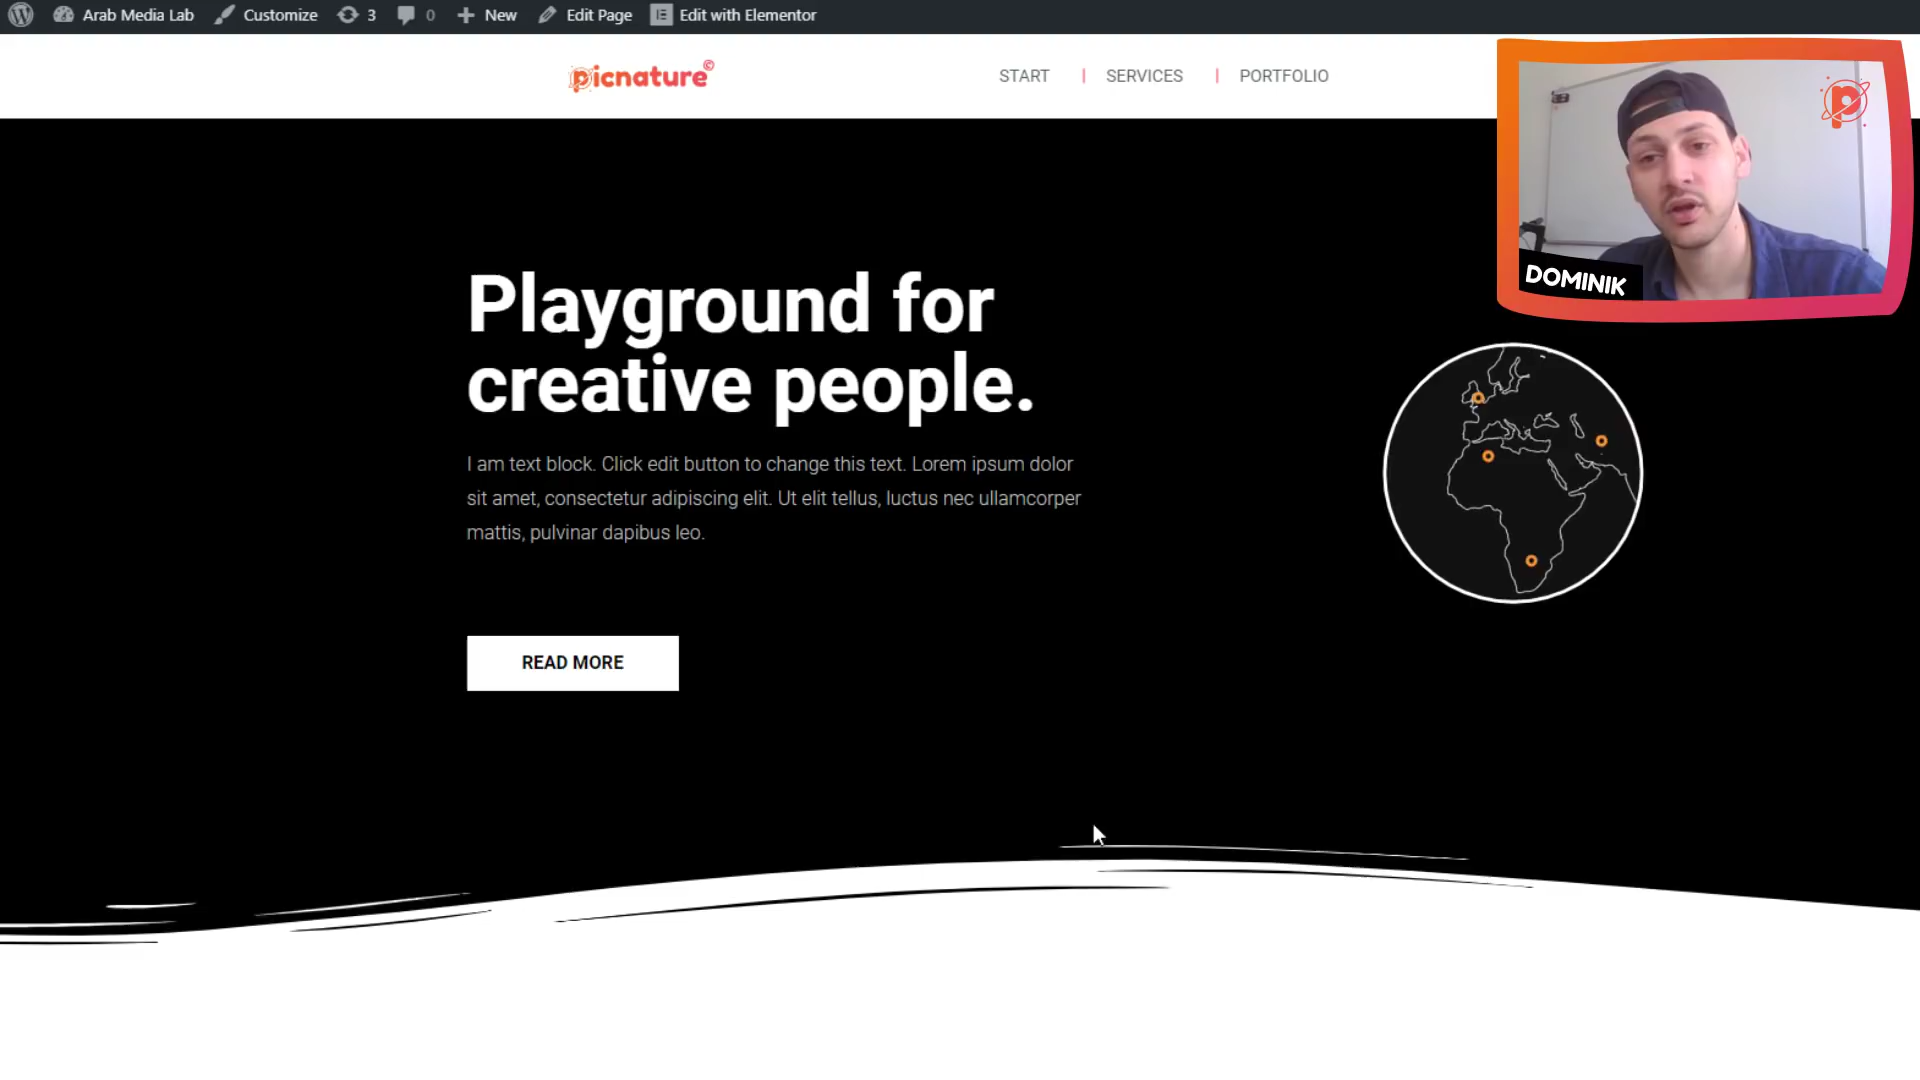 Arab Media Lab Customize 3 0 New Edit Page Edit with Elementor
picnature©
START | SERVICES | PORTFOLIO
p
DOMINIK
Playground for
creative people.
I am text block. Click edit button to change this text. Lorem ipsum dolor
sit amet, consectetur adipiscing elit. Ut elit tellus, luctus nec ullamcorper
mattis, pulvinar dapibus leo.
READ MORE